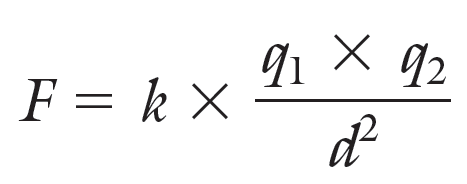 F = k × q₁ × q₂ / d²